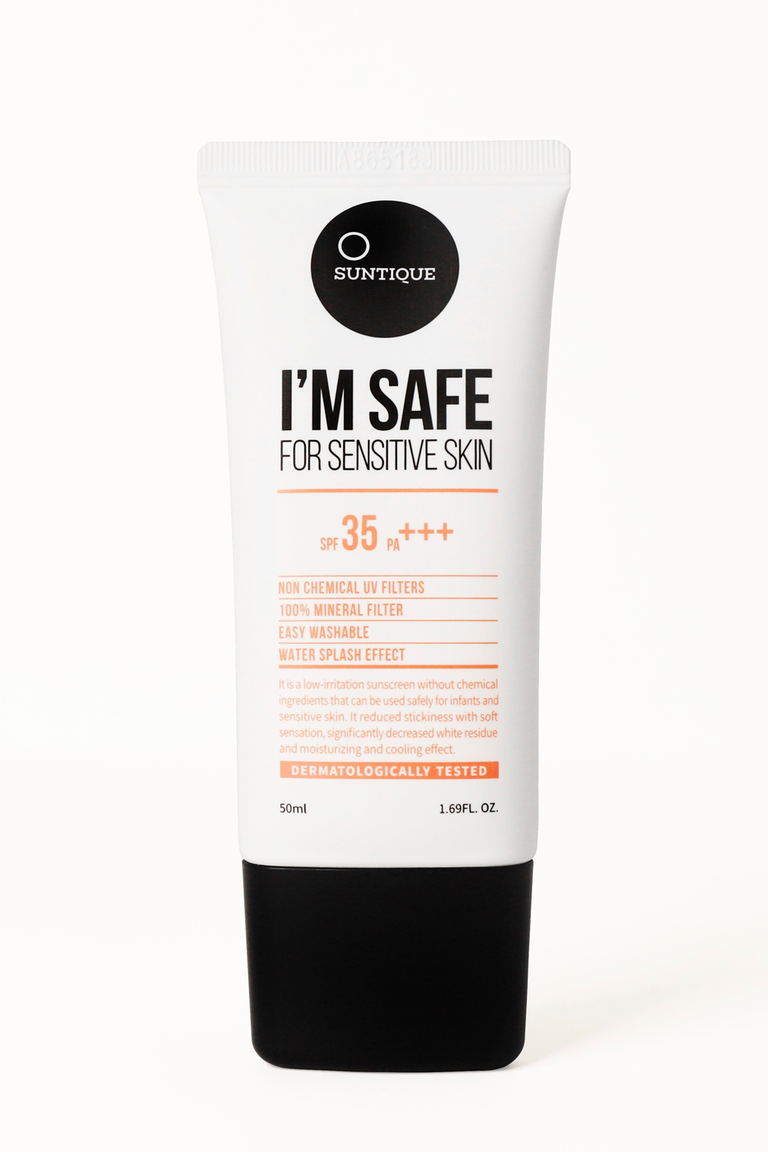 SUNTIQUE
I'M SAFE
FOR SENSITIVE SKIN
SPF 35 PA+++
NON CHEMICAL UV FILTERS
100% MINERAL FILTER
EASY WASHABLE
WATER SPLASH EFFECT
It is a low-irritation sunscreen without chemical
ingredients that can be used safely for infants and
sensitive skin. It reduced stickiness with soft
sensation, significantly decreased white residue
and moisturizing and cooling effect.
DERMATOLOGICALLY TESTED
50ml 1.69FL. OZ.